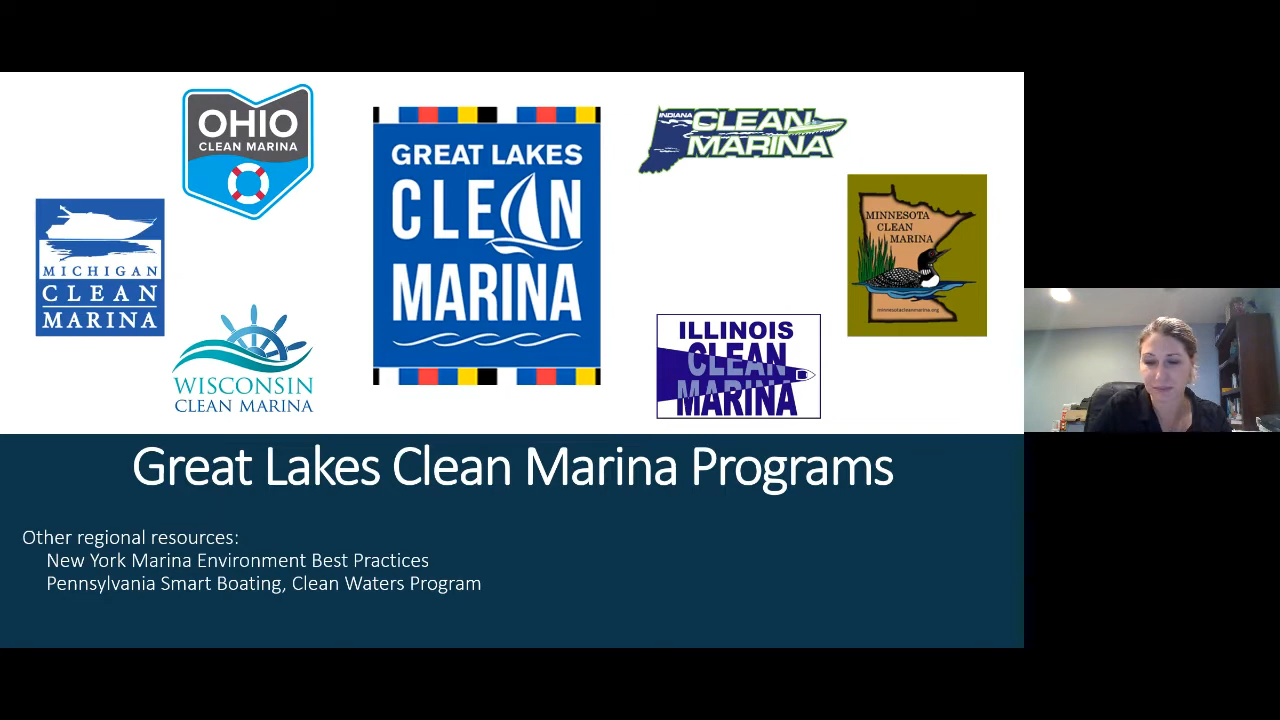 OHIO
CLEAN MARINA
GREAT LAKES
CLEAN
MARINA
INDIANA
CLEAN
MARINA
MICHIGAN
CLEAN
MARINA
MINNESOTA
CLEAN
MARINA
minnesotacleanmarina.org
WISCONSIN
CLEAN MARINA
ILLINOIS
CLEAN
MARINA
Great Lakes Clean Marina Programs
Other regional resources:
New York Marina Environment Best Practices
Pennsylvania Smart Boating, Clean Waters Program